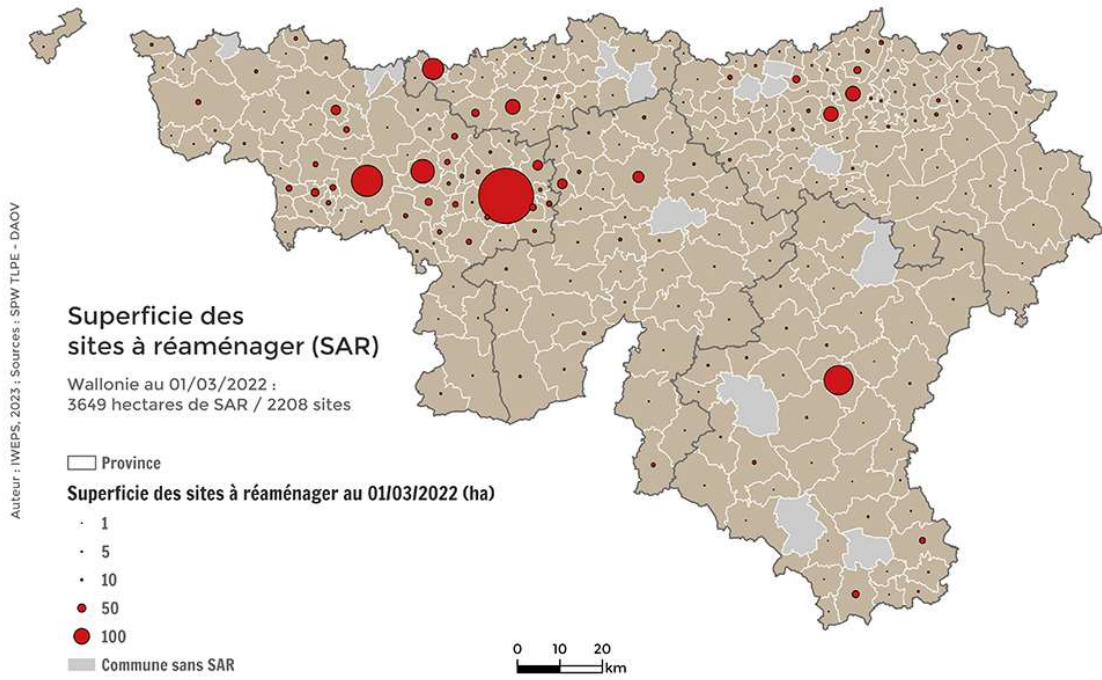 Superficie des
sites à réaménager (SAR)
Wallonie au 01/03/2022 :
3649 hectares de SAR / 2208 sites
Province
Superficie des sites à réaménager au 01/03/2022 (ha)
1
5
10
50
100
Commune sans SAR
0 10 20
km
Auteur : IWEPS, 2023 ; Sources : SPW TLPE - DAOV